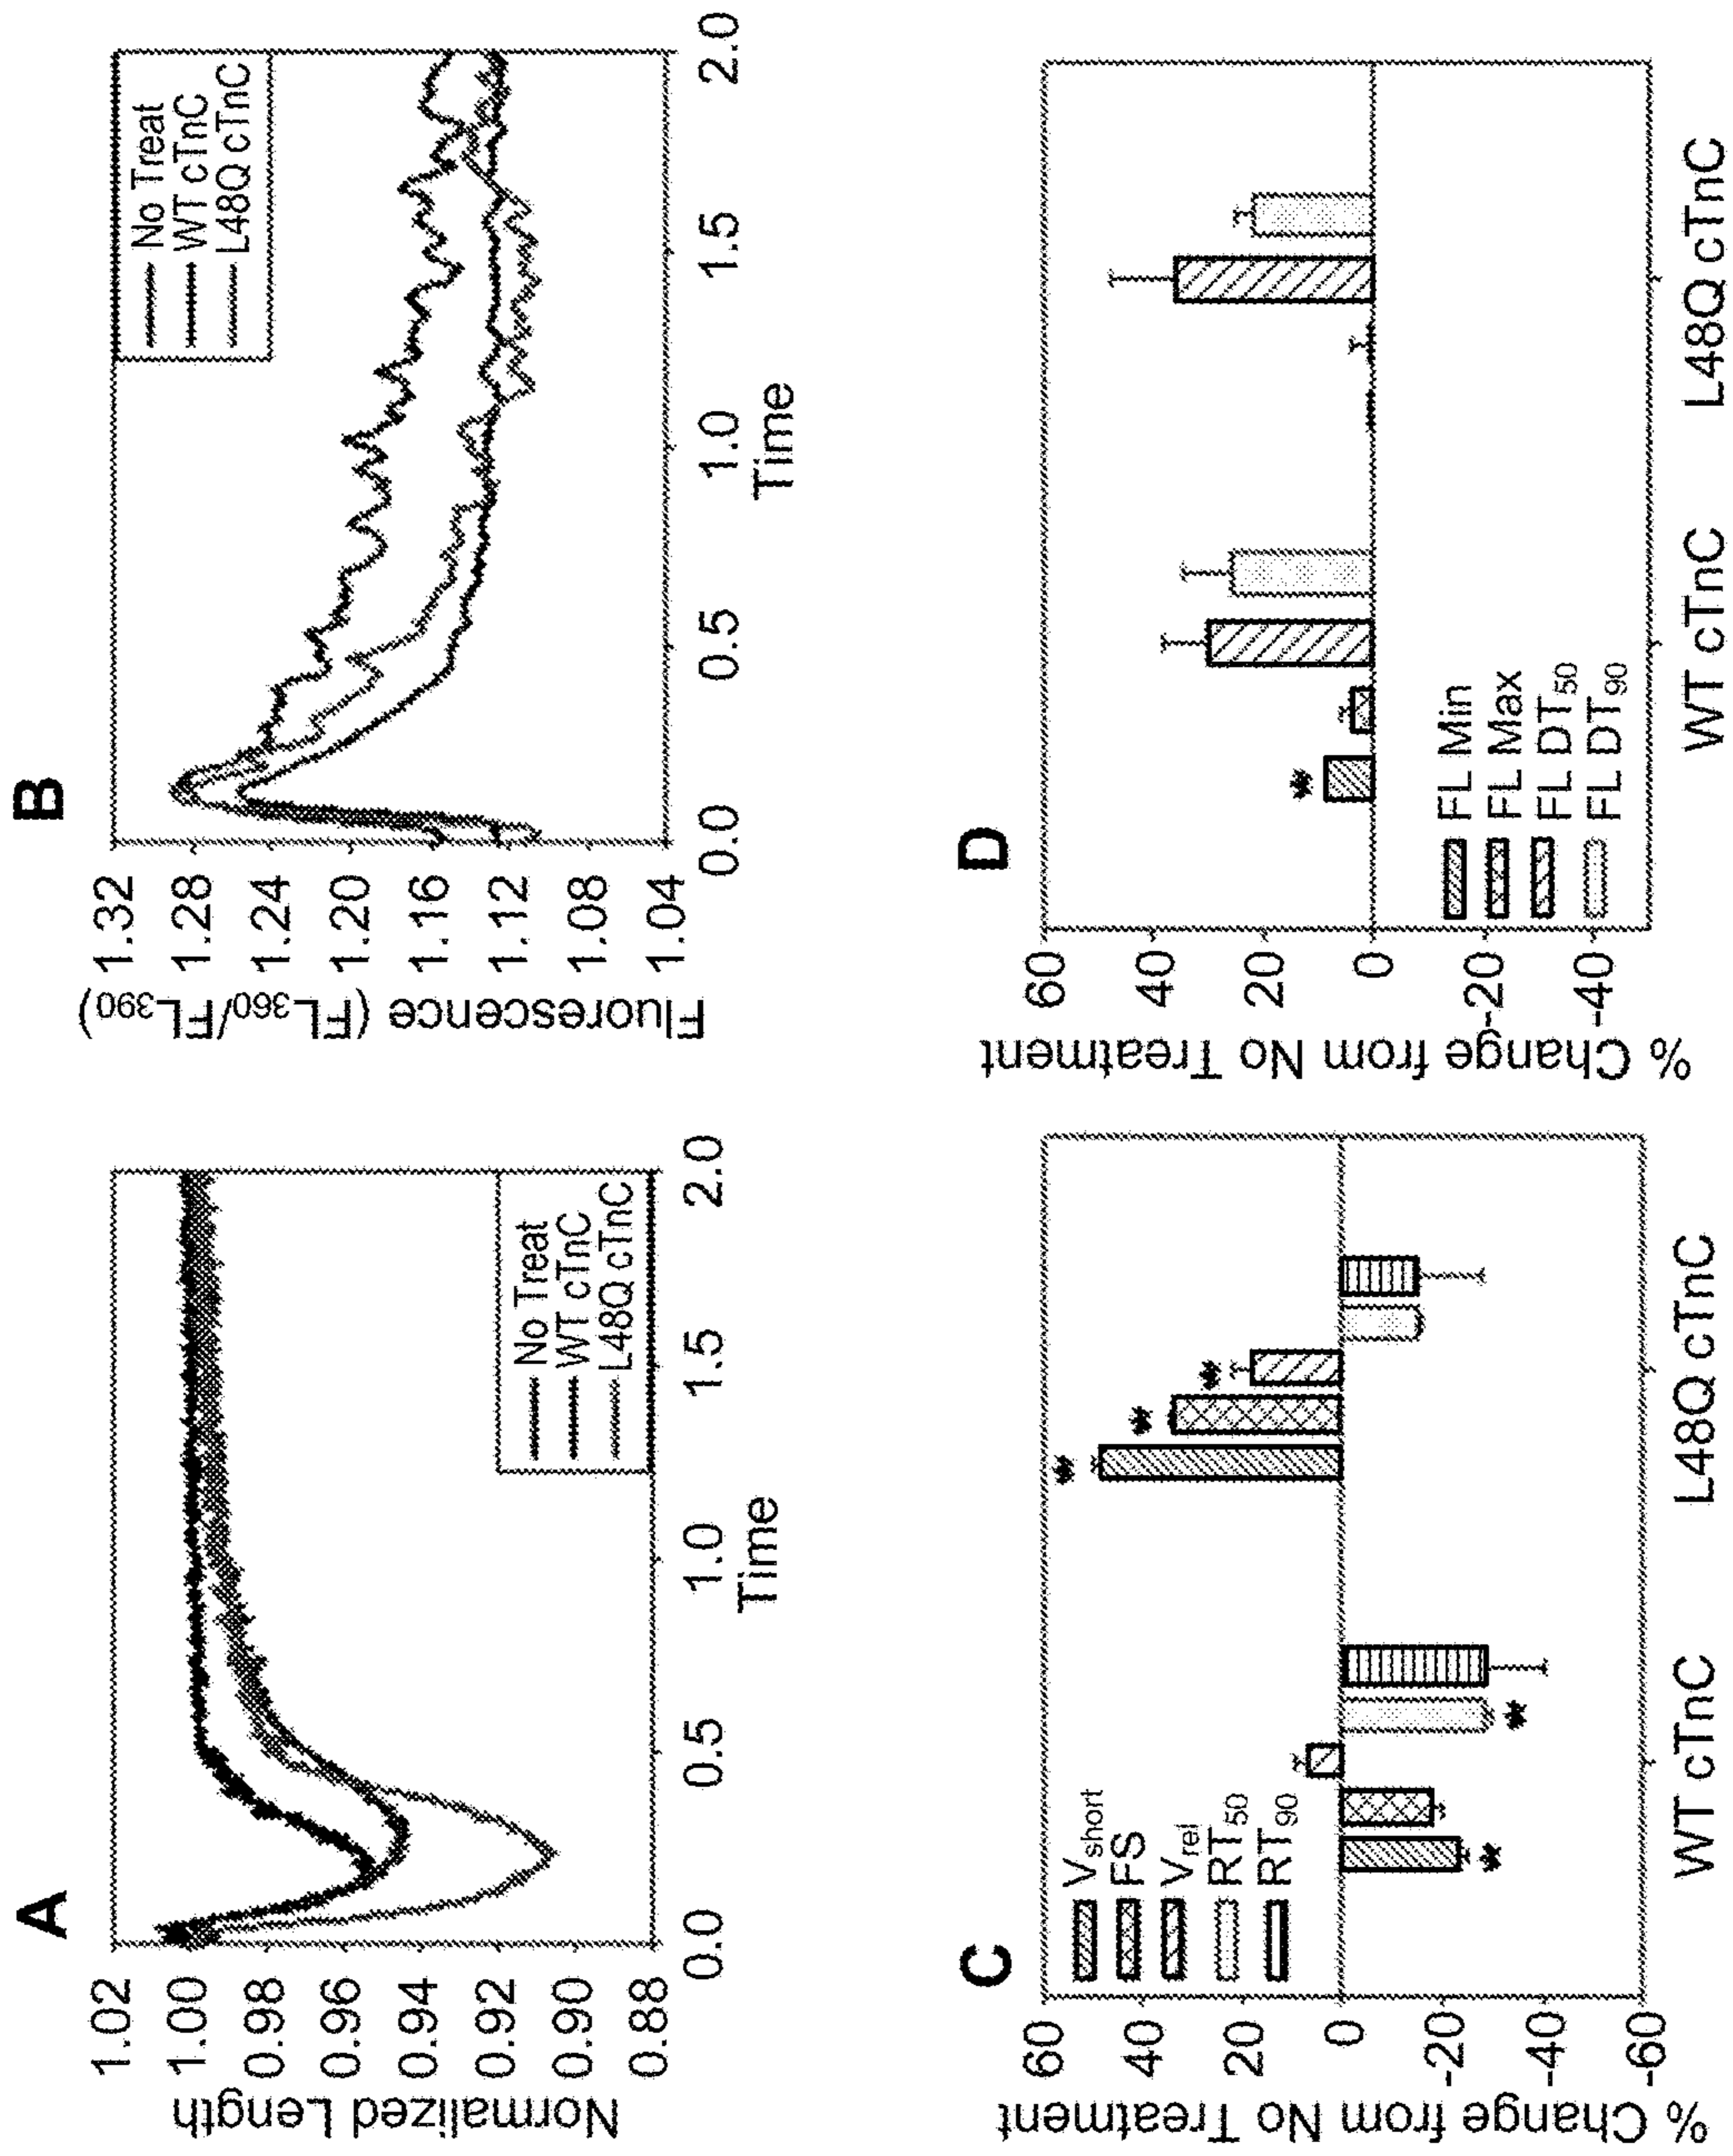 A
Normalized Length
1.02
1.00
0.98
0.96
0.94
0.92
0.90
0.88
No Treat
WT cTnC
L48Q cTnC
0.0
0.5
1.0
1.5
2.0
Time
B
Fluorescence (FL360/FL390)
1.32
1.28
1.24
1.20
1.16
1.12
1.08
1.04
No Treat
WT cTnC
L48Q cTnC
0.0
0.5
1.0
1.5
2.0
Time
C
% Change from No Treatment
60
40
20
0
-20
-40
-60
Vshort
FS
Vrel
RT50
RT90
*
*
*
*
*
WT cTnC
L48Q cTnC
D
% Change from No Treatment
60
40
20
0
-20
-40
*
FL Min
FL Max
FL DT50
FL DT90
WT cTnC
L48Q cTnC